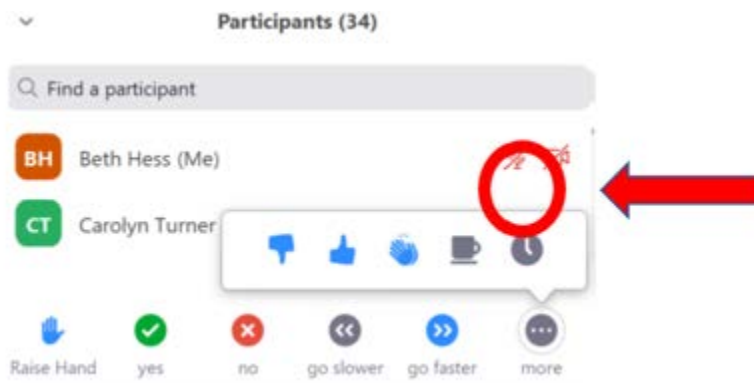 Participants (34)
Find a participant
BH Beth Hess (Me)
CT Carolyn Turner
Raise Hand yes no go slower go faster more